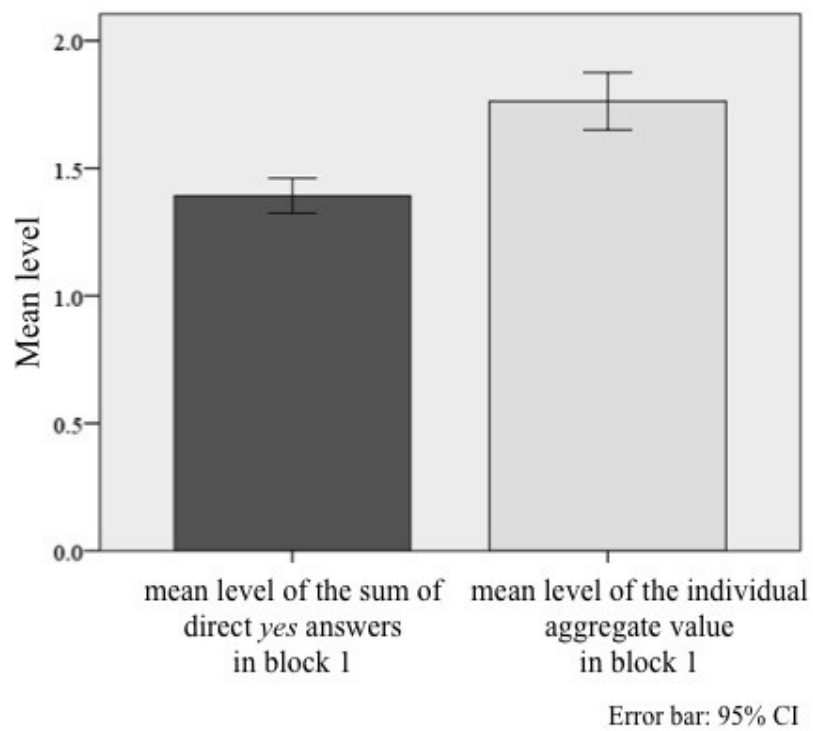 2.0
1.5
1.0
0.5
0.0
Mean level
mean level of the sum of
direct yes answers
in block 1
mean level of the individual
aggregate value
in block 1
Error bar: 95% CI